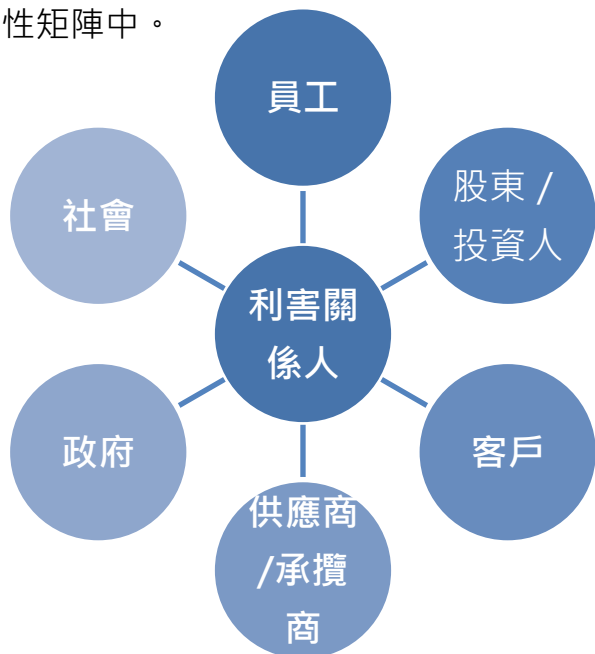 性矩陣中。
員工
社會
股東 /
投資人
利害關
係人
政府
客戶
供應商
/承攬
商